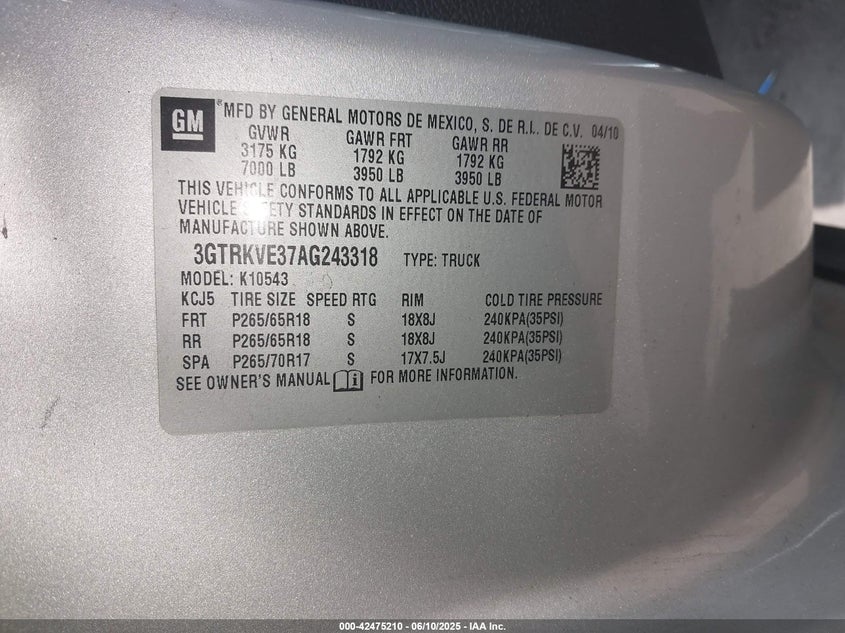 GM
*MFD BY GENERAL MOTORS DE MEXICO, S. DE R.L. DE C.V. 04/10
GVWR GAWR FRT GAWR RR
3175 KG 1792 KG 1792 KG
7000 LB 3950 LB 3950 LB
THIS VEHICLE CONFORMS TO ALL APPLICABLE U.S. FEDERAL MOTOR
VEHICLE SAFETY STANDARDS IN EFFECT ON THE DATE OF
MANUFACTURE SHOWN ABOVE.
3GTRKVE37AG243318 TYPE: TRUCK
MODEL: K10543
KCJ5 TIRE SIZE SPEED RTG RIM COLD TIRE PRESSURE
FRT P265/65R18 S 18X8J 240KPA(35PSI)
RR P265/65R18 S 18X8J 240KPA(35PSI)
SPA P265/70R17 S 17X7.5J 240KPA(35PSI)
SEE OWNER'S MANUAL FOR MORE INFORMATION.
000-42475210 - 06/10/2025 - IAA Inc.